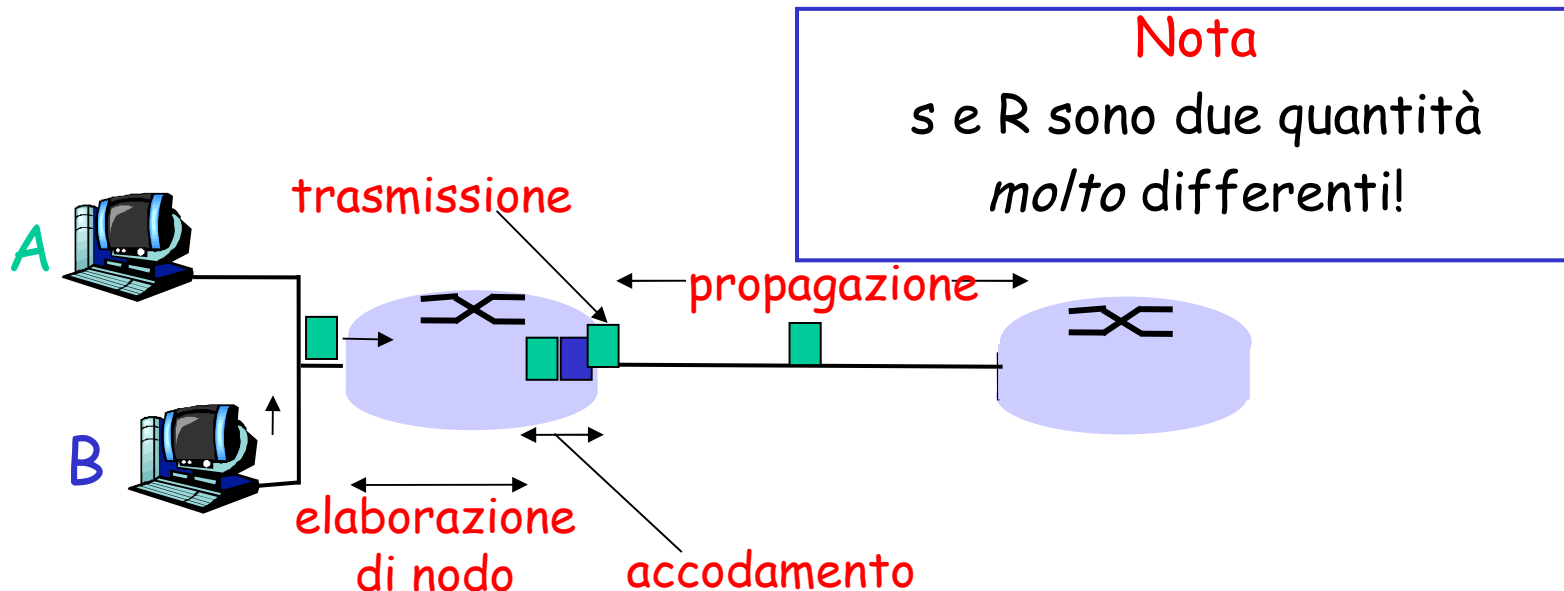 Nota
s e R sono due quantità
molto differenti!
trasmissione
A
propagazione
B
elaborazione
di nodo
accodamento